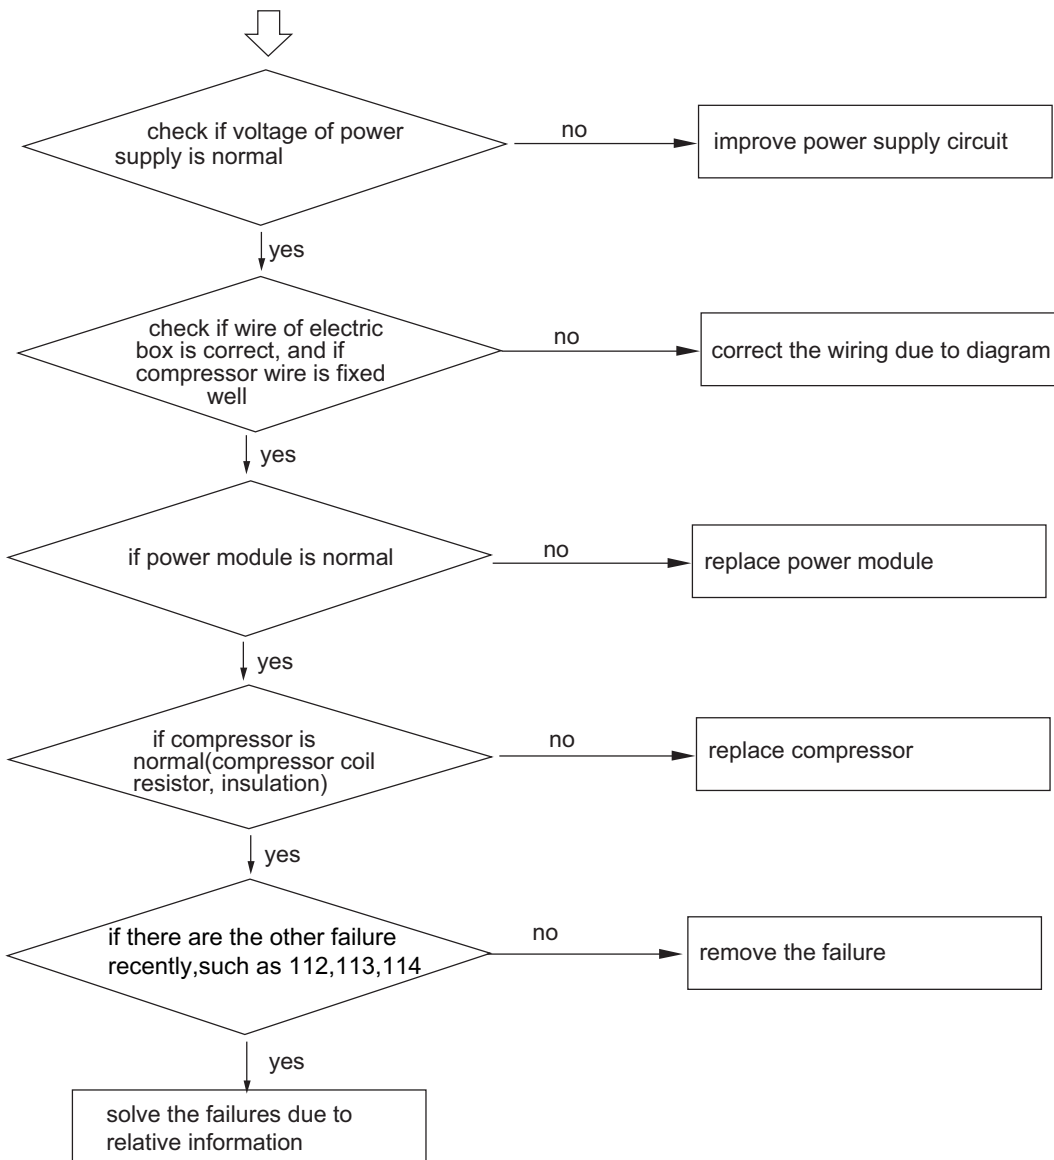 check if voltage of power
supply is normal
no
improve power supply circuit
yes
check if wire of electric
box is correct, and if
compressor wire is fixed
well
no
correct the wiring due to diagram
yes
if power module is normal
no
replace power module
yes
if compressor is
normal(compressor coil
resistor, insulation)
no
replace compressor
yes
if there are the other failure
recently,such as 112,113,114
no
remove the failure
yes
solve the failures due to
relative information